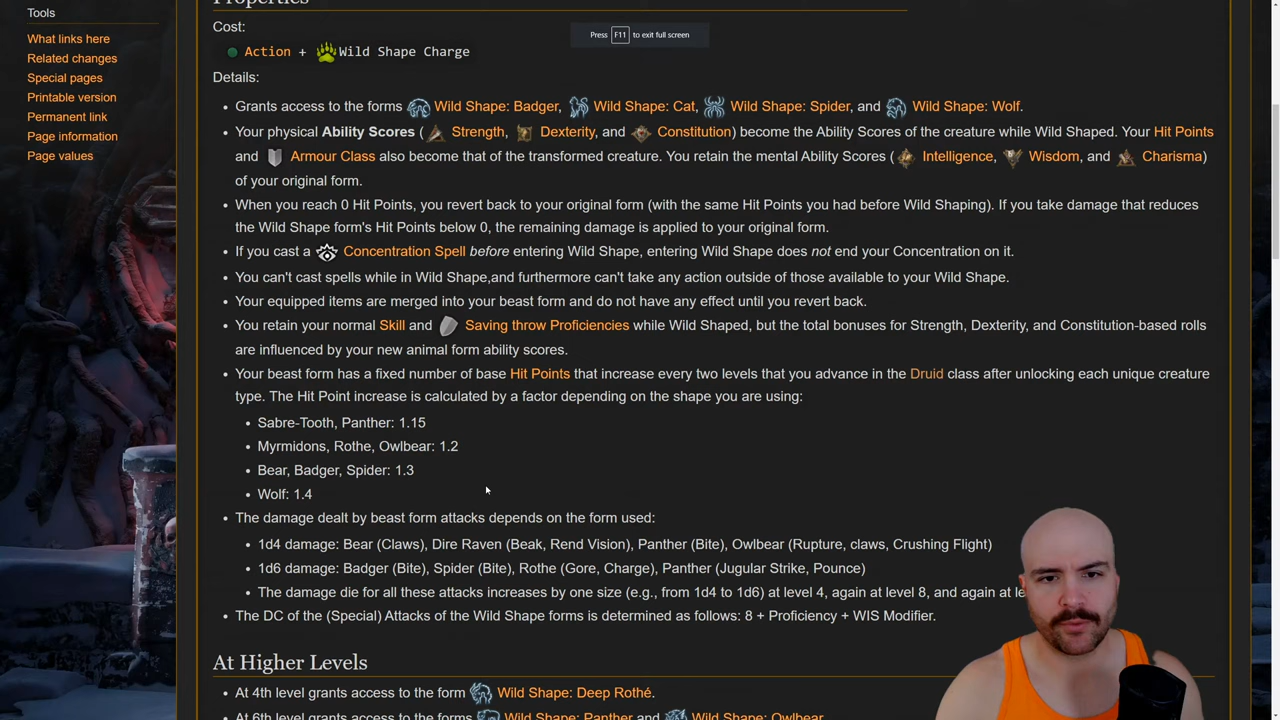 Tools
What links here
Related changes
Special pages
Printable version
Permanent link
Page information
Page values
Properties
Press F11 to exit full screen
Cost:
Action + Wild Shape Charge
Details:
Grants access to the forms Wild Shape: Badger, Wild Shape: Cat, Wild Shape: Spider, and Wild Shape: Wolf.
Your physical Ability Scores ( Strength, Dexterity, and Constitution) become the Ability Scores of the creature while Wild Shaped. Your Hit Points
and Armour Class also become that of the transformed creature. You retain the mental Ability Scores ( Intelligence, Wisdom, and Charisma)
of your original form.
When you reach 0 Hit Points, you revert back to your original form (with the same Hit Points you had before Wild Shaping). If you take damage that reduces
the Wild Shape form's Hit Points below 0, the remaining damage is applied to your original form.
If you cast a Concentration Spell before entering Wild Shape, entering Wild Shape does not end your Concentration on it.
You can't cast spells while in Wild Shape,and furthermore can't take any action outside of those available to your Wild Shape.
Your equipped items are merged into your beast form and do not have any effect until you revert back.
You retain your normal Skill and Saving throw Proficiencies while Wild Shaped, but the total bonuses for Strength, Dexterity, and Constitution-based rolls
are influenced by your new animal form ability scores.
Your beast form has a fixed number of base Hit Points that increase every two levels that you advance in the Druid class after unlocking each unique creature
type. The Hit Point increase is calculated by a factor depending on the shape you are using:
Sabre-Tooth, Panther: 1.15
Myrmidons, Rothe, Owlbear: 1.2
Bear, Badger, Spider: 1.3
Wolf: 1.4
The damage dealt by beast form attacks depends on the form used:
1d4 damage: Bear (Claws), Dire Raven (Beak, Rend Vision), Panther (Bite), Owlbear (Rupture, claws, Crushing Flight)
1d6 damage: Badger (Bite), Spider (Bite), Rothe (Gore, Charge), Panther (Jugular Strike, Pounce)
The damage die for all these attacks increases by one size (e.g., from 1d4 to 1d6) at level 4, again at level 8, and again at le
The DC of the (Special) Attacks of the Wild Shape forms is determined as follows: 8 + Proficiency + WIS Modifier.
At Higher Levels
At 4th level grants access to the form Wild Shape: Deep Rothé.
At 6th level grants access to the forms Wild Shape: Panther and Wild Shape: Owlbear